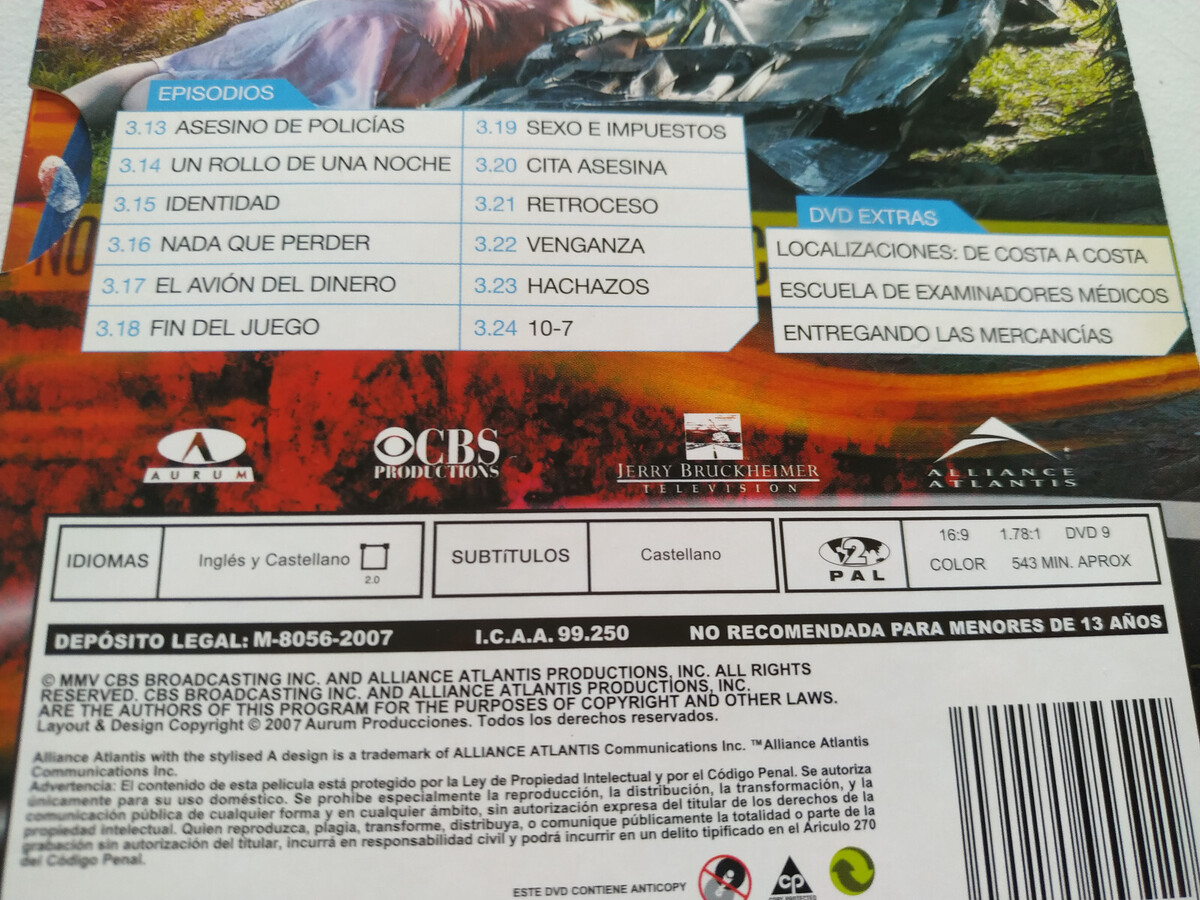 EPISODIOS
3.13 ASESINO DE POLICÍAS
3.14 UN ROLLO DE UNA NOCHE
3.15 IDENTIDAD
3.16 NADA QUE PERDER
3.17 EL AVIÓN DEL DINERO
3.18 FIN DEL JUEGO
3.19 SEXO E IMPUESTOS
3.20 CITA ASESINA
3.21 RETROCESO
3.22 VENGANZA
3.23 HACHAZOS
3.24 10-7
DVD EXTRAS
LOCALIZACIONES: DE COSTA A COSTA
ESCUELA DE EXAMINADORES MÉDICOS
ENTREGANDO LAS MERCANCÍAS
NO
AURUM
CBS
PRODUCTIONS
JERRY BRUCKHEIMER
TELEVISION
ALLIANCE
ATLANTIS
IDIOMAS
Inglés y Castellano
2.0
SUBTíTULOS
Castellano
2
PAL
16:9 1.78:1 DVD 9
COLOR 543 MIN. APROX
DEPÓSITO LEGAL: M-8056-2007 I.C.A.A. 99.250 NO RECOMENDADA PARA MENORES DE 13 AÑOS
© MMV CBS BROADCASTING INC. AND ALLIANCE ATLANTIS PRODUCTIONS, INC. ALL RIGHTS
RESERVED. CBS BROADCASTING INC. AND ALLIANCE ATLANTIS PRODUCTIONS, INC.
ARE THE AUTHORS OF THIS PROGRAM FOR THE PURPOSES OF COPYRIGHT AND OTHER LAWS.
Layout & Design Copyright © 2007 Aurum Producciones. Todos los derechos reservados.
Alliance Atlantis with the stylised A design is a trademark of ALLIANCE ATLANTIS Communications Inc. ™Alliance Atlantis
Communications Inc.
Advertencia: El contenido de esta película está protegido por la Ley de Propiedad Intelectual y por el Código Penal. Se autoriza
únicamente para su uso doméstico. Se prohibe especialmente la reproducción, la distribución, la transformación, y la
comunicación pública de cualquier forma y en cualquier ámbito, sin autorización expresa del titular de los derechos de la
propiedad intelectual. Quien reproduzca, plagia, transforme, distribuya, o comunique públicamente la totalidad o parte de la
grabación sin autorización del titular, incurrá en responsabilidad civil y podrá incurrir en un delito tipificado en el Ariculo 270
del Código Penal.
ESTE DVD CONTIENE ANTICOPY
cp